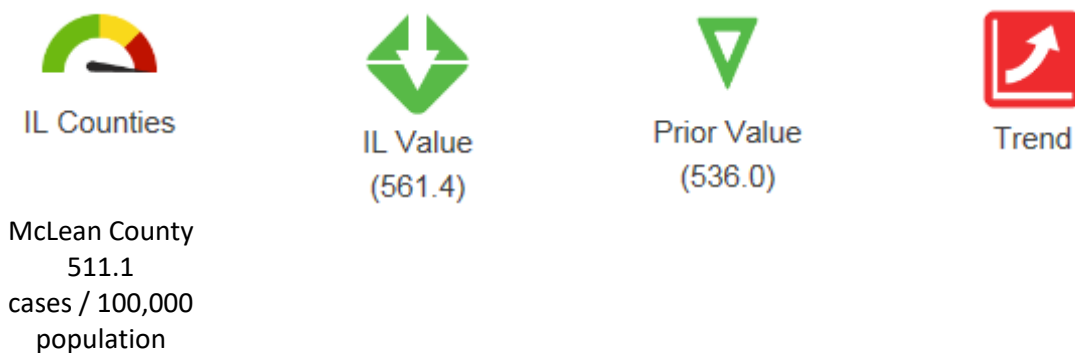 IL Counties
IL Value
(561.4)
Prior Value
(536.0)
Trend
McLean County
511.1
cases / 100,000
population